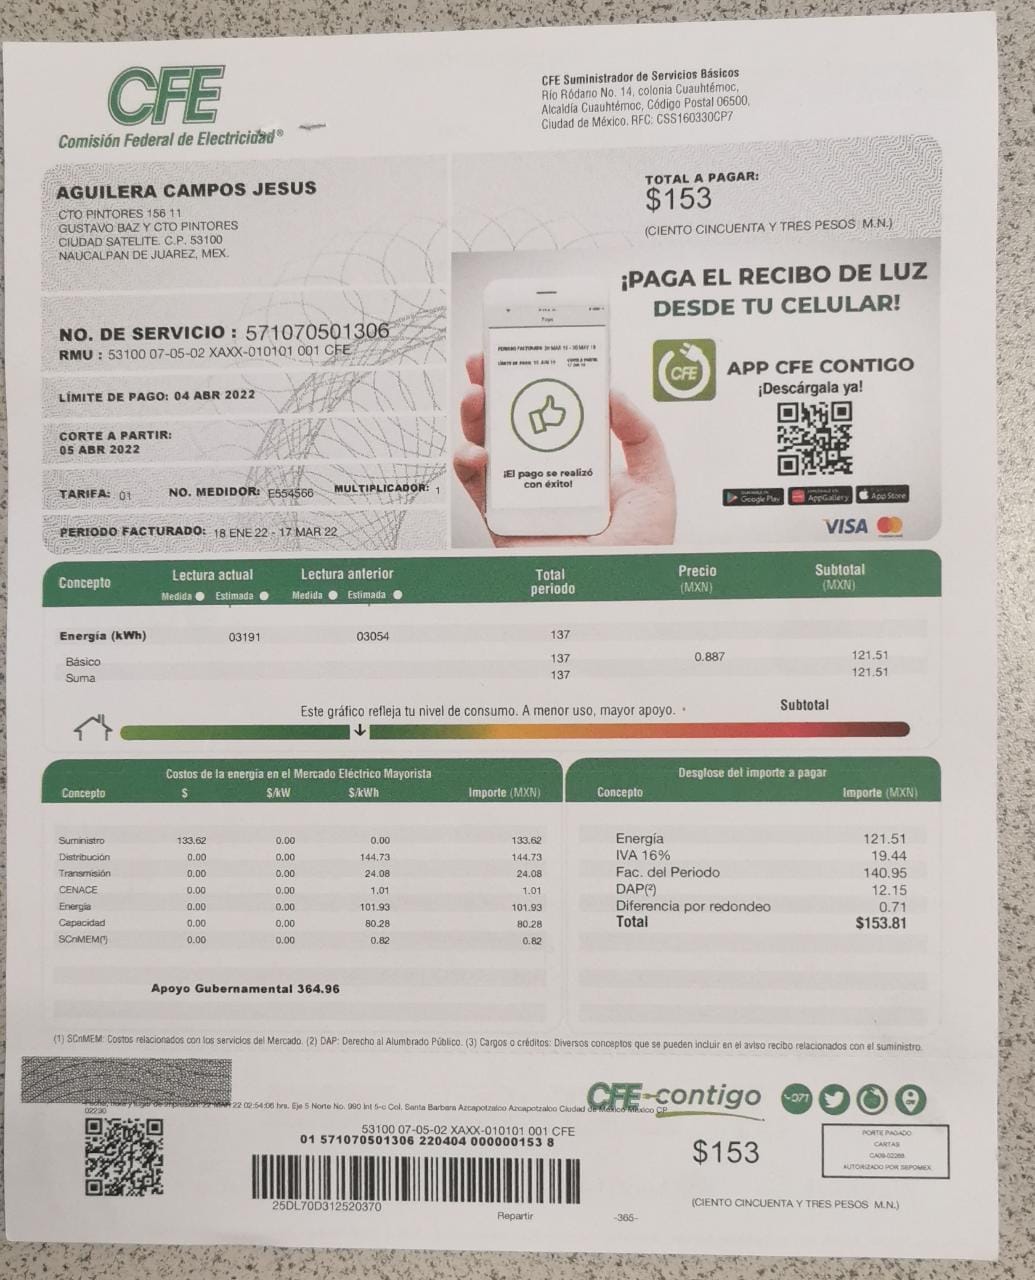 CFE
Comisión Federal de Electricidad®
CFE Suministrador de Servicios Básicos
Río Ródano No. 14, colonia Cuauhtémoc,
Alcaldía Cuauhtémoc, Código Postal 06500,
Ciudad de México. RFC: CSS160330CP7
AGUILERA CAMPOS JESUS
CTO PINTORES 156 11
GUSTAVO BAZ Y CTO PINTORES
CIUDAD SATELITE. C.P. 53100
NAUCALPAN DE JUAREZ, MEX.
TOTAL A PAGAR:
$153
(CIENTO CINCUENTA Y TRES PESOS M.N.)
NO. DE SERVICIO : 571070501306
RMU : 53100 07-05-02 XAXX-010101 001 CFE
LÍMITE DE PAGO: 04 ABR 2022
CORTE A PARTIR:
05 ABR 2022
TARIFA: 01 NO. MEDIDOR: E554566 MULTIPLICADOR: 1
PERIODO FACTURADO: 18 ENE 22 - 17 MAR 22
¡PAGA EL RECIBO DE LUZ
DESDE TU CELULAR!
CFE
APP CFE CONTIGO
¡Descárgala ya!
Google Play AppGallery App Store
VISA
Pago
¡El pago se realizó
con éxito!
Concepto Lectura actual Lectura anterior Total periodo Precio (MXN) Subtotal (MXN)
Medida Estimada Medida Estimada
Energía (kWh) 03191 03054 137
Básico 137 0.887 121.51
Suma 137 121.51
Este gráfico refleja tu nivel de consumo. A menor uso, mayor apoyo.
Subtotal
Costos de la energía en el Mercado Eléctrico Mayorista
Concepto $ $/kW $/kWh Importe (MXN)
Suministro 133.62 0.00 0.00 133.62
Distribución 0.00 0.00 144.73 144.73
Transmisión 0.00 0.00 24.08 24.08
CENACE 0.00 0.00 1.01 1.01
Energía 0.00 0.00 101.93 101.93
Capacidad 0.00 0.00 80.28 80.28
SCnMEM(¹) 0.00 0.00 0.82 0.82
Apoyo Gubernamental 364.96
Desglose del importe a pagar
Concepto Importe (MXN)
Energía 121.51
IVA 16% 19.44
Fac. del Periodo 140.95
DAP(²) 12.15
Diferencia por redondeo 0.71
Total $153.81
(1) SCnMEM: Costos relacionados con los servicios del Mercado. (2) DAP: Derecho al Alumbrado Público. (3) Cargos o créditos: Diversos conceptos que se pueden incluir en el aviso recibo relacionados con el suministro.
CFE contigo
071
22 02:54:06 hrs. Eje 5 Norte No. 990 Int 5-c Col. Santa Barbara Azcapotzalco Azcapotzalco Ciudad de México México CP
02230
53100 07-05-02 XAXX-010101 001 CFE
01 571070501306 220404 000000153 8
25DL70D312520370
Repartir
-365-
$153
(CIENTO CINCUENTA Y TRES PESOS M.N.)
PORTE PAGADO
CARTAS
CA09-02288
AUTORIZADO POR SEPOMEX